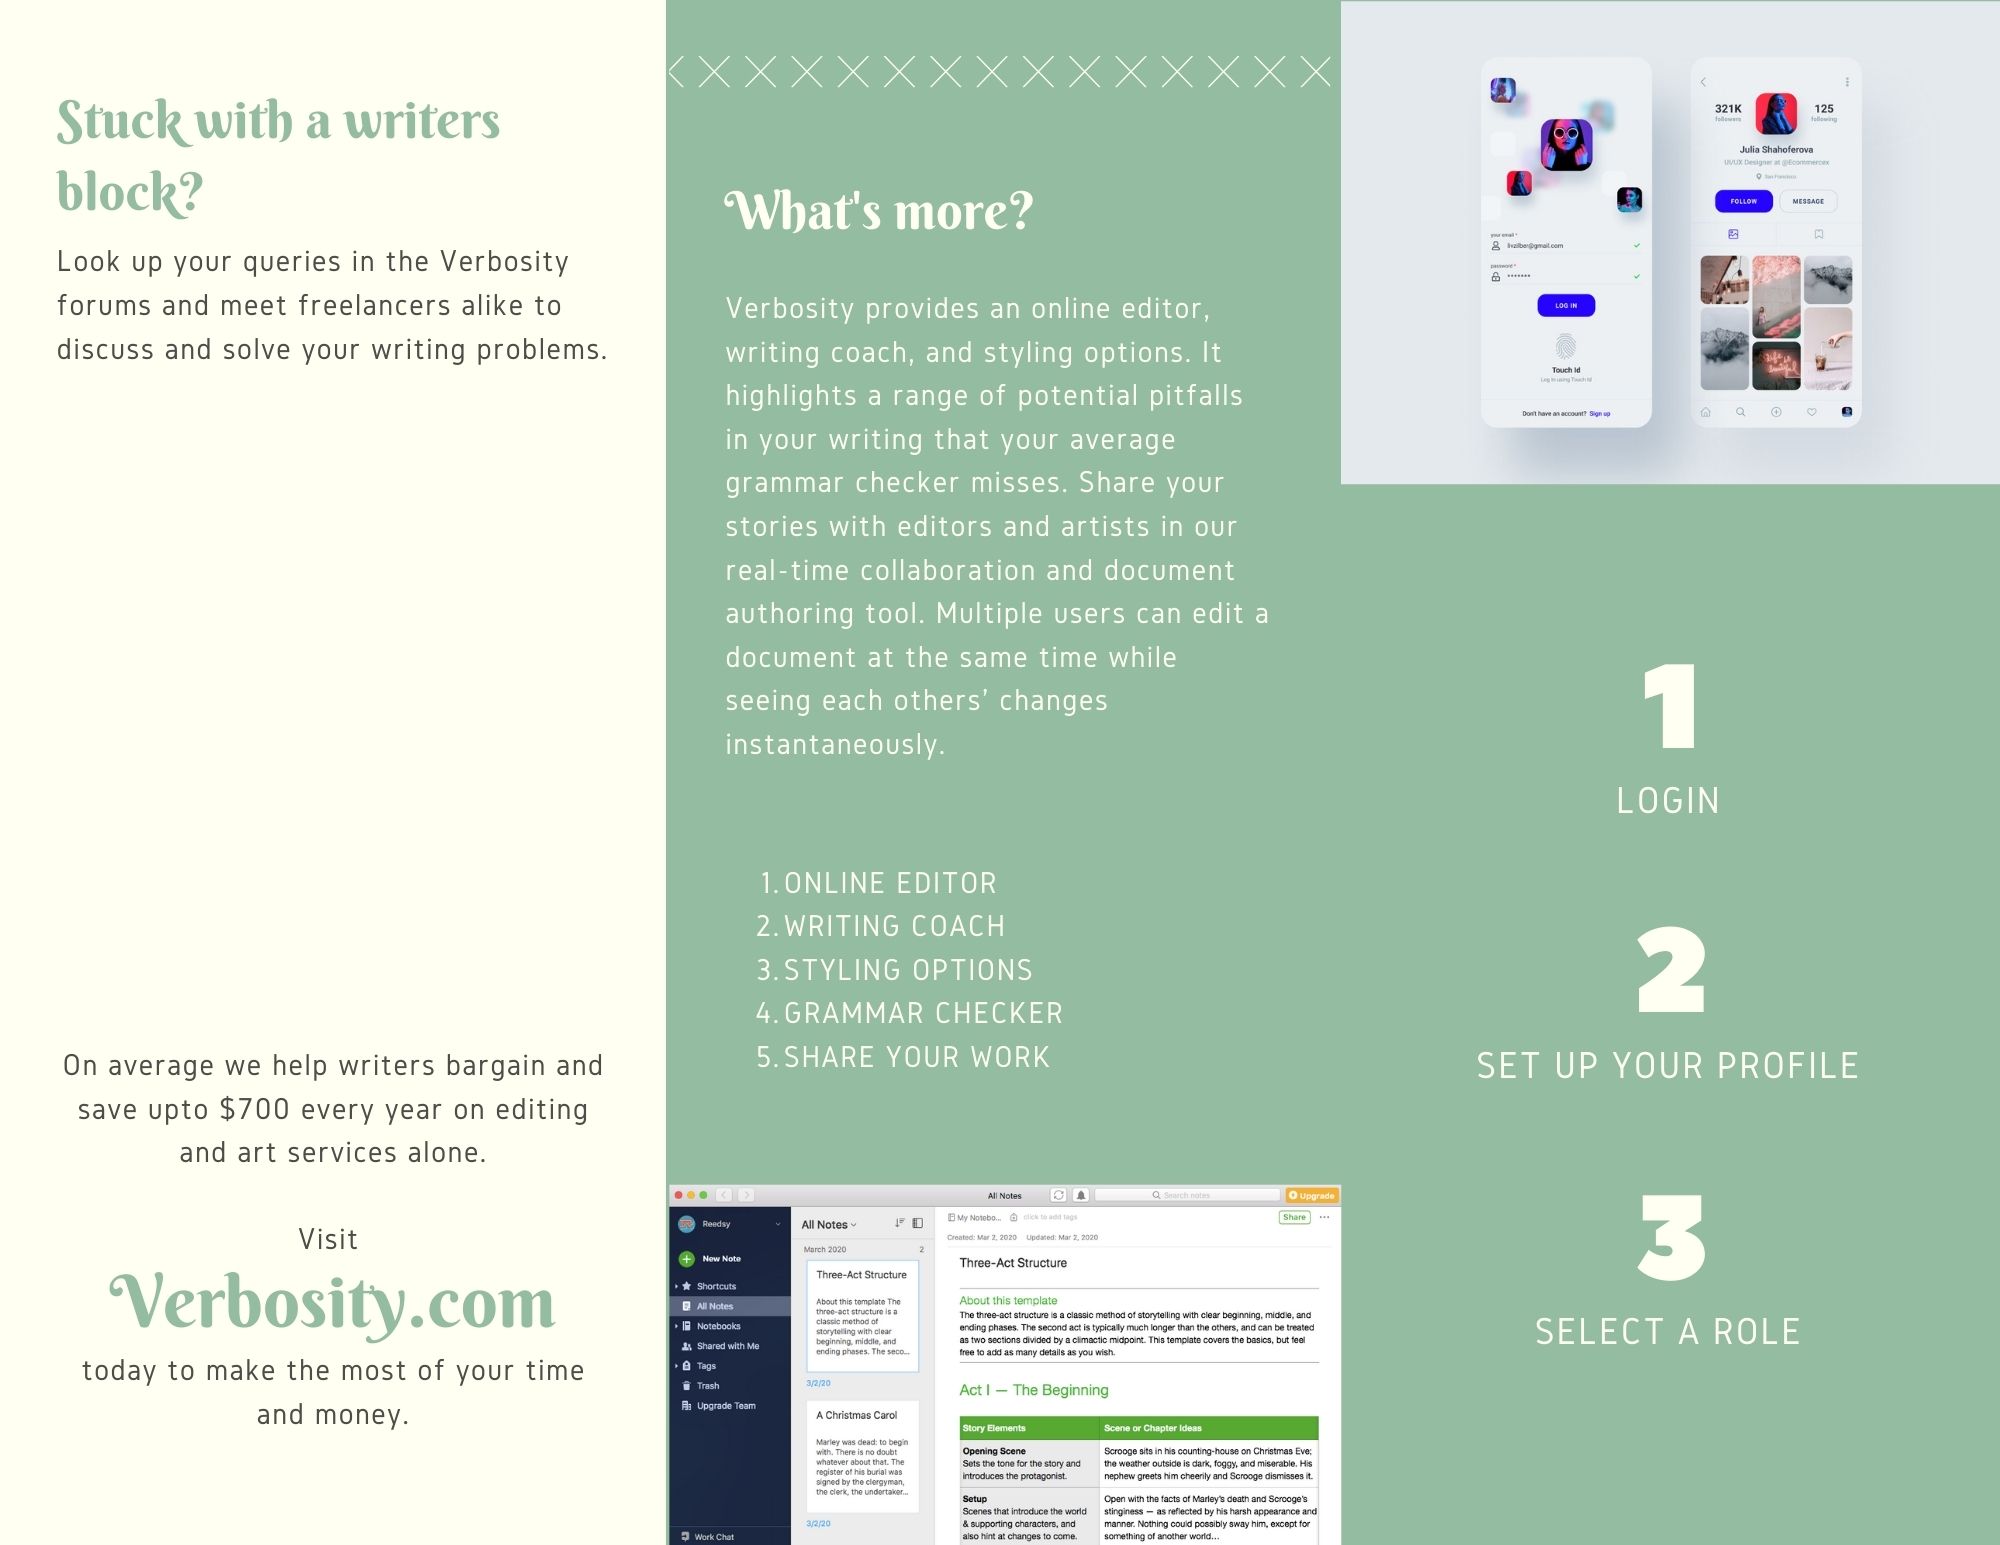 Stuck with a writers
block?
Look up your queries in the Verbosity
forums and meet freelancers alike to
discuss and solve your writing problems.
On average we help writers bargain and
save upto $700 every year on editing
and art services alone.
Visit
Verbosity.com
today to make the most of your time
and money.
What's more?
Verbosity provides an online editor,
writing coach, and styling options. It
highlights a range of potential pitfalls
in your writing that your average
grammar checker misses. Share your
stories with editors and artists in our
real-time collaboration and document
authoring tool. Multiple users can edit a
document at the same time while
seeing each others’ changes
instantaneously.
1. ONLINE EDITOR
2. WRITING COACH
3. STYLING OPTIONS
4. GRAMMAR CHECKER
5. SHARE YOUR WORK
All Notes
Search notes
Upgrade
Reedsy
New Note
Shortcuts
All Notes
Notebooks
Shared with Me
Tags
Trash
Upgrade Team
Work Chat
All Notes
March 2020 2
Three-Act Structure
About this template The
three-act structure is a
classic method of
storytelling with clear
beginning, middle, and
ending phases. The seco...
3/2/20
A Christmas Carol
Marley was dead: to begin
with. There is no doubt
whatever about that. The
register of his burial was
signed by the clergyman,
the clerk, the undertaker...
3/2/20
My Notebo... click to add tags
Share ...
Created: Mar 2, 2020 Updated: Mar 2, 2020
Three-Act Structure
About this template
The three-act structure is a classic method of storytelling with clear beginning, middle, and
ending phases. The second act is typically much longer than the others, and can be treated
as two sections divided by a climactic midpoint. This template covers the basics, but feel
free to add as many details as you wish.
Act I — The Beginning
Story Elements
Scene or Chapter Ideas
Opening Scene
Sets the tone for the story and
introduces the protagonist.
Scrooge sits in his counting-house on Christmas Eve;
the weather outside is dark, foggy, and miserable. His
nephew greets him cheerily and Scrooge dismisses it.
Setup
Scenes that introduce the world
& supporting characters, and
also hint at changes to come.
Open with the facts of Marley’s death and Scrooge’s
stinginess — as reflected by his harsh appearance and
manner. Nothing could possibly sway him, except for
something of another world...
your email *
livzilber@gmail.com
password *
*******
LOG IN
Touch Id
Log in using Touch Id
Don't have an account? Sign up
321K
followers
125
following
Julia Shahoferova
UI/UX Designer at @Ecommercex
San Francisco
FOLLOW
MESSAGE
life is
beautiful
1
LOGIN
2
SET UP YOUR PROFILE
3
SELECT A ROLE